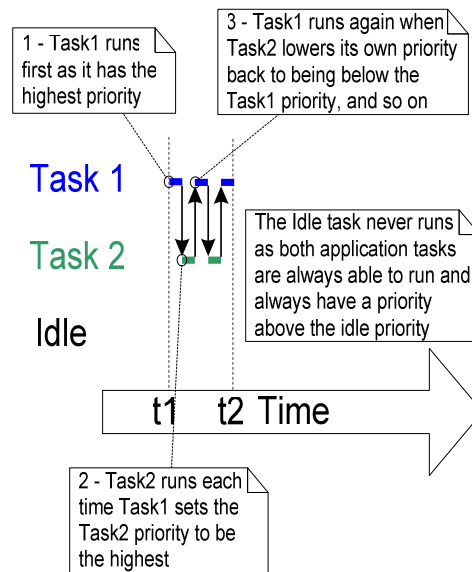 1 - Task1 runs
first as it has the
highest priority
3 - Task1 runs again when
Task2 lowers its own priority
back to being below the
Task1 priority, and so on
Task 1
Task 2
Idle
The Idle task never runs
as both application tasks
are always able to run and
always have a priority
above the idle priority
t1 t2 Time
2 - Task2 runs each
time Task1 sets the
Task2 priority to be
the highest